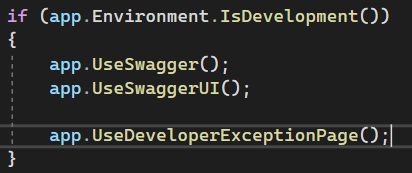 if (app.Environment.IsDevelopment())
{
    app.UseSwagger();
    app.UseSwaggerUI();

    app.UseDeveloperExceptionPage();
}